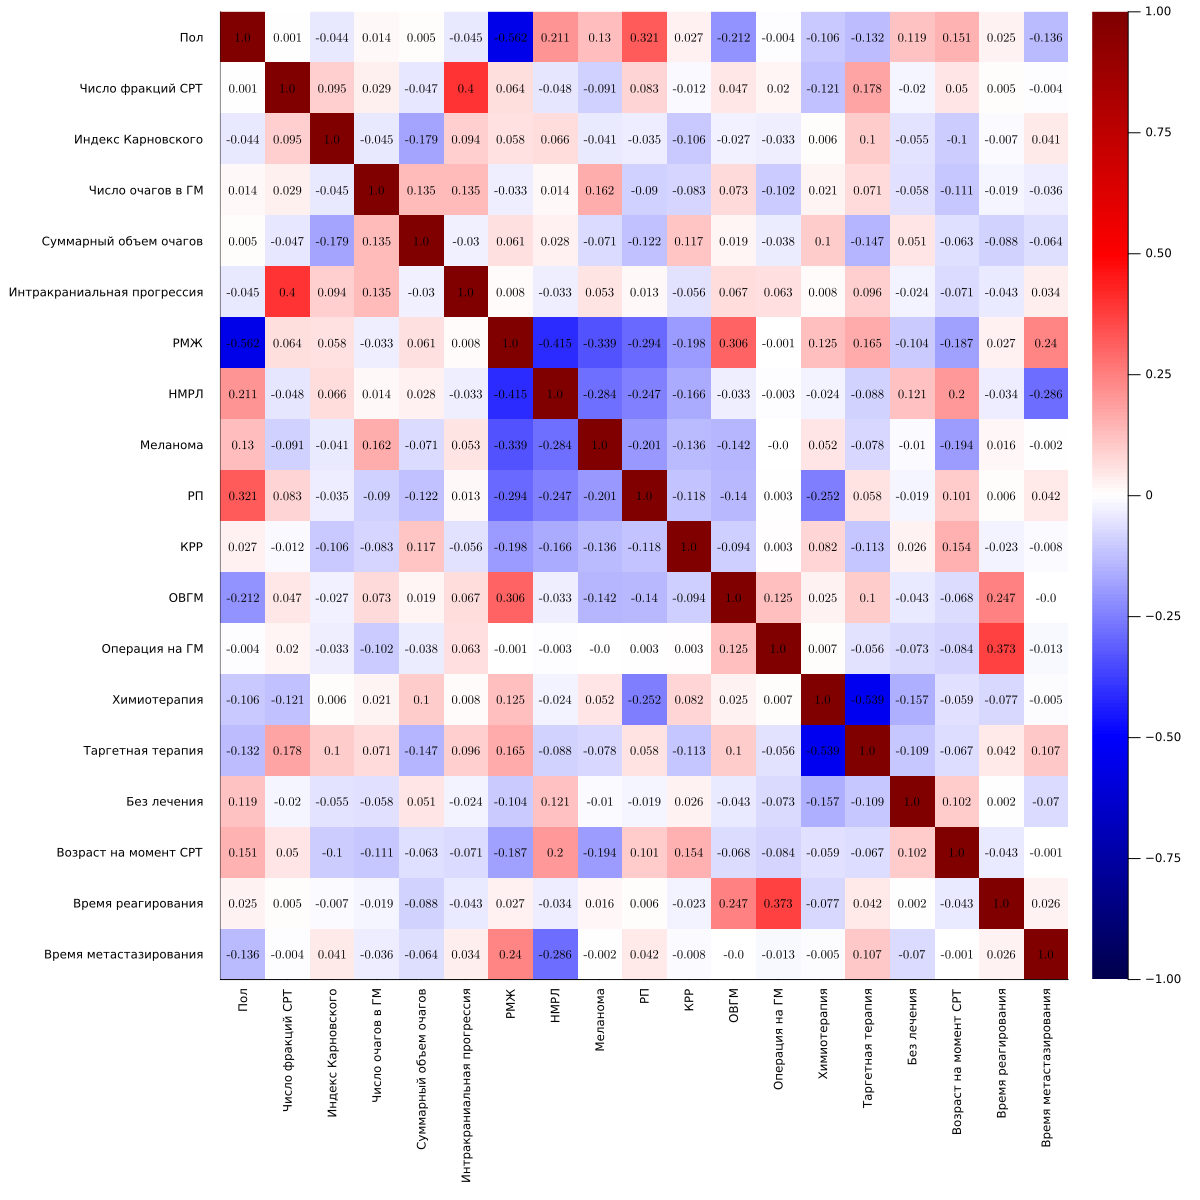 Пол 1.0 0.001 -0.044 0.014 0.005 -0.045 0.211 0.13 0.321 0.027 -0.212 -0.004 -0.106 -0.132 0.119 0.151 0.025 -0.136
Число фракций СРТ 0.001 1.0 0.095 0.029 -0.047 0.4 0.064 -0.048 -0.091 0.083 -0.012 0.047 0.02 -0.121 0.178 -0.02 0.05 0.005 -0.004
Индекс Карновского -0.044 0.095 1.0 -0.045 -0.179 0.094 0.058 0.066 -0.041 -0.035 -0.106 -0.027 -0.033 0.006 0.1 -0.055 -0.1 -0.007 0.041
Число очагов в ГМ 0.014 0.029 -0.045 1.0 0.135 0.135 -0.033 0.014 0.162 -0.09 -0.083 0.073 -0.102 0.021 0.071 -0.058 -0.111 -0.019 -0.036
Суммарный объем очагов 0.005 -0.047 -0.179 0.135 1.0 -0.03 0.061 0.028 -0.071 -0.122 0.117 0.019 -0.038 0.1 -0.147 0.051 -0.063 -0.088 -0.064
Интракраниальная прогрессия -0.045 0.4 0.094 0.135 -0.03 1.0 0.008 -0.033 0.053 0.013 -0.056 0.067 0.063 0.008 0.096 -0.024 -0.071 -0.043 0.034
РМЖ 0.064 0.058 -0.033 0.061 0.008 1.0 -0.415 -0.339 -0.294 -0.198 0.306 -0.001 0.125 0.165 -0.104 -0.187 0.027 0.24
НМРЛ 0.211 -0.048 0.066 0.014 0.028 -0.033 -0.415 1.0 -0.284 -0.247 -0.166 -0.033 -0.003 -0.024 -0.088 0.121 0.2 -0.034 -0.286
Меланома 0.13 -0.091 -0.041 0.162 -0.071 0.053 -0.339 -0.284 1.0 -0.201 -0.136 -0.142 -0.0 0.052 -0.078 -0.01 -0.194 0.016 -0.002
РП 0.321 0.083 -0.035 -0.09 -0.122 0.013 -0.294 -0.247 -0.201 1.0 -0.118 -0.14 0.003 -0.252 0.058 -0.019 0.101 0.006 0.042
КРР 0.027 -0.012 -0.106 -0.083 0.117 -0.056 -0.198 -0.166 -0.136 -0.118 1.0 -0.094 0.003 0.082 -0.113 0.026 0.154 -0.023 -0.008
ОВГМ -0.212 0.047 -0.027 0.073 0.019 0.067 0.306 -0.033 -0.142 -0.14 -0.094 1.0 0.125 0.025 0.1 -0.043 -0.068 0.247 -0.0
Операция на ГМ -0.004 0.02 -0.033 -0.102 -0.038 0.063 -0.001 -0.003 -0.0 0.003 0.003 0.125 1.0 0.007 -0.056 -0.073 -0.084 0.373 -0.013
Химиотерапия -0.106 -0.121 0.006 0.021 0.1 0.008 0.125 -0.024 0.052 -0.252 0.082 0.025 0.007 1.0 -0.539 -0.157 -0.059 -0.077 -0.005
Таргетная терапия -0.132 0.178 0.1 0.071 -0.147 0.096 0.165 -0.088 -0.078 0.058 -0.113 0.1 -0.056 -0.539 1.0 -0.109 -0.067 0.042 0.107
Без лечения 0.119 -0.02 -0.055 -0.058 0.051 -0.024 -0.104 0.121 -0.01 -0.019 0.026 -0.043 -0.073 -0.157 -0.109 1.0 0.102 0.002 -0.07
Возраст на момент СРТ 0.151 0.05 -0.1 -0.111 -0.063 -0.071 -0.187 0.2 -0.194 0.101 0.154 -0.068 -0.084 -0.059 -0.067 0.102 1.0 -0.043 -0.001
Время реагирования 0.025 0.005 -0.007 -0.019 -0.088 -0.043 0.027 -0.034 0.016 0.006 -0.023 0.247 0.373 -0.077 0.042 0.002 -0.043 1.0 0.026
Время метастазирования -0.136 -0.004 0.041 -0.036 -0.064 0.034 0.24 -0.286 -0.002 0.042 -0.008 -0.0 -0.013 -0.005 0.107 -0.07 -0.001 0.026 1.0
Пол
Число фракций СРТ
Индекс Карновского
Число очагов в ГМ
Суммарный объем очагов
Интракраниальная прогрессия
РМЖ
НМРЛ
Меланома
РП
КРР
ОВГМ
Операция на ГМ
Химиотерапия
Таргетная терапия
Без лечения
Возраст на момент СРТ
Время реагирования
Время метастазирования
1.00
0.75
0.50
0.25
0
−0.25
−0.50
−0.75
−1.00